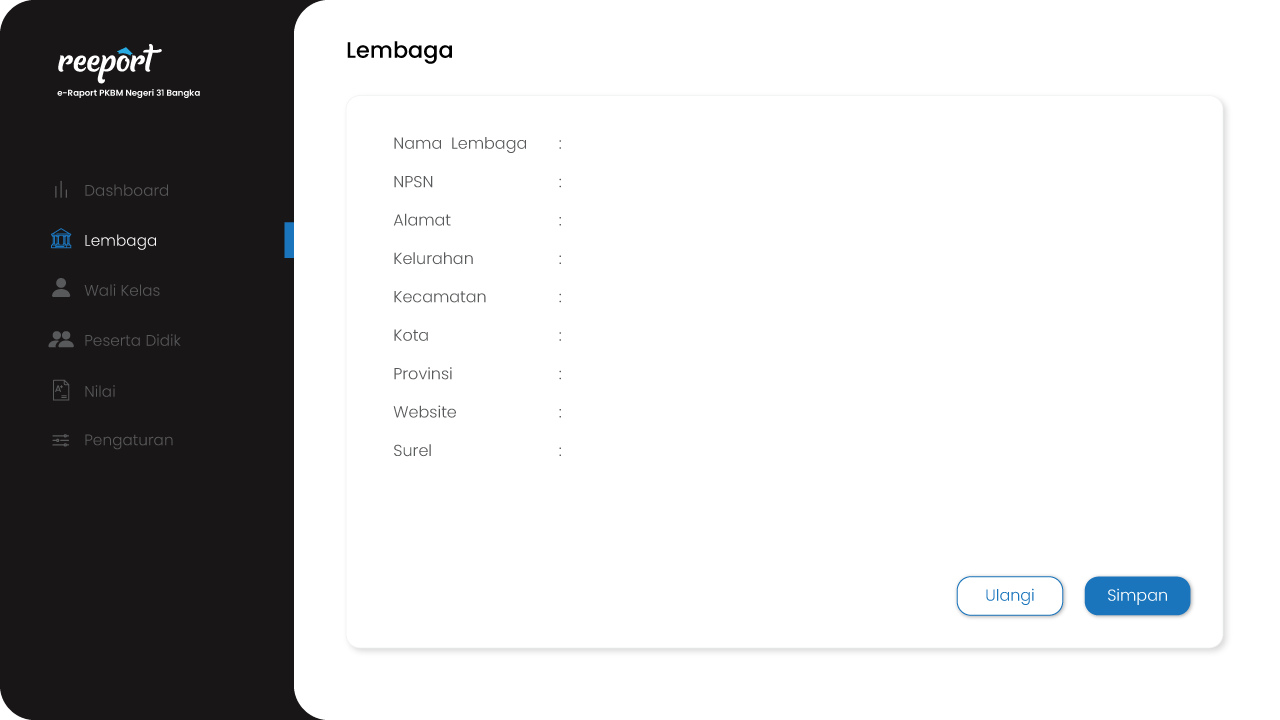 reeport
e-Raport PKBM Negeri 31 Bangka
Dashboard
Lembaga
Wali Kelas
Peserta Didik
A+
Nilai
Pengaturan
Lembaga
Nama Lembaga :
NPSN :
Alamat :
Kelurahan :
Kecamatan :
Kota :
Provinsi :
Website :
Surel :
Ulangi
Simpan